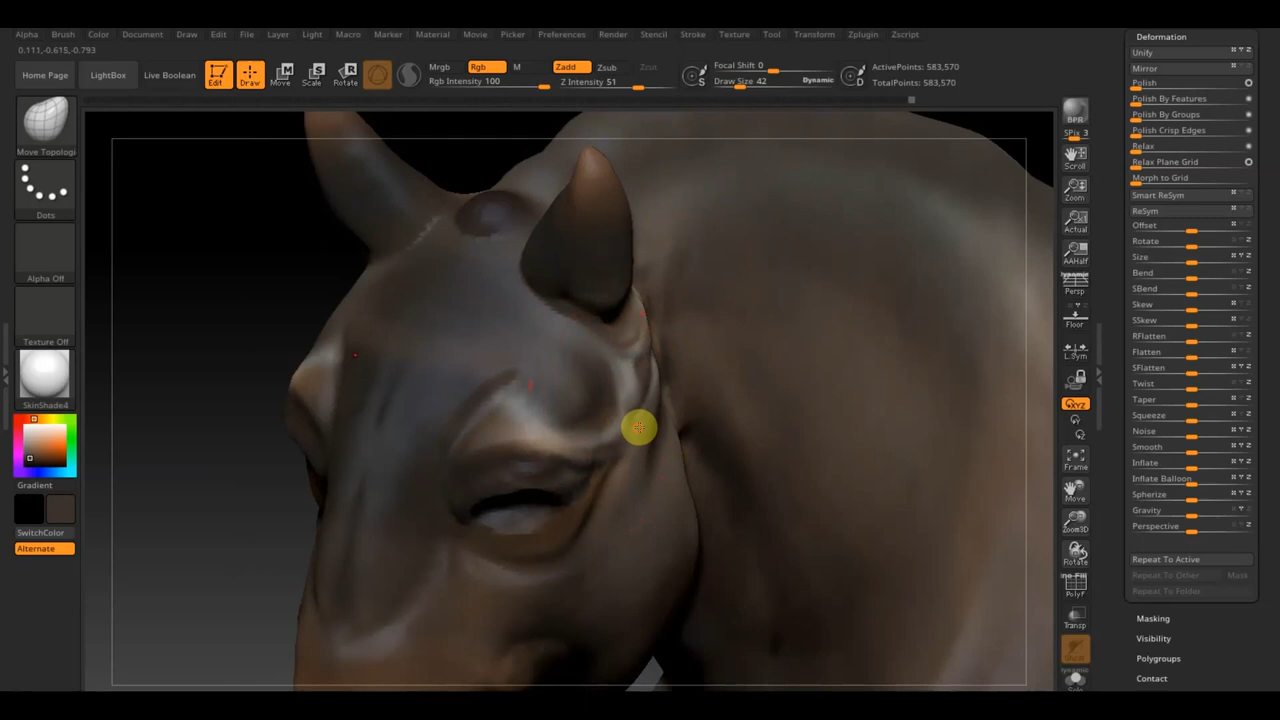 Alpha Brush Color Document Draw Edit File Layer Light Macro Marker Material Movie Picker Preferences Render Stencil Stroke Texture Tool Transform Zplugin Zscript
0.111,-0.615,-0.793
Home Page
LightBox
Live Boolean
Edit
Draw
Move
Scale
Rotate
Mrgb
Rgb
M
Rgb Intensity 100
Zadd
Zsub
Zcut
Z Intensity 51
Focal Shift 0
Draw Size 42
Dynamic
ActivePoints: 583,570
TotalPoints: 583,570
Move Topologi
Dots
Alpha Off
Texture Off
SkinShade4
Gradient
SwitchColor
Alternate
BPR
SPix 3
Scroll
Zoom
Actual
AAHalf
Persp
Floor
L.Sym
XYZ
Frame
Move
Zoom3D
Rotate
PolyF
Transp
Ghost
Solo
Deformation
Unify
Mirror
Polish
Polish By Features
Polish By Groups
Polish Crisp Edges
Relax
Relax Plane Grid
Morph to Grid
Smart ReSym
ReSym
Offset
Rotate
Size
Bend
SBend
Skew
SSkew
RFlatten
Flatten
SFlatten
Twist
Taper
Squeeze
Noise
Smooth
Inflate
Inflate Balloon
Spherize
Gravity
Perspective
Repeat To Active
Repeat To Other Mask
Repeat To Folder
Masking
Visibility
Polygroups
Contact